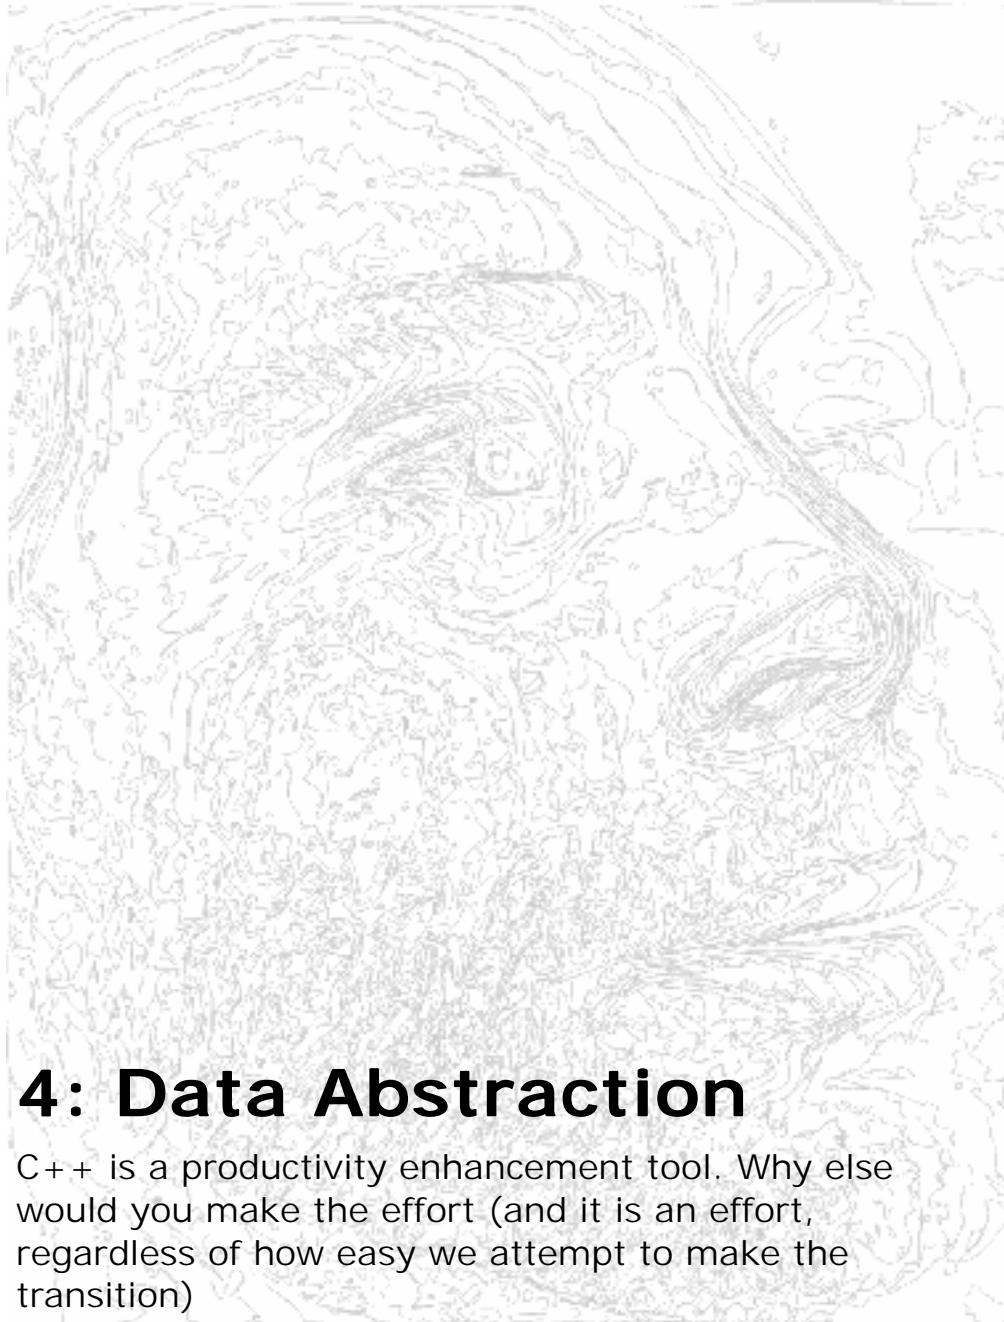 4: Data Abstraction
C++ is a productivity enhancement tool. Why else
would you make the effort (and it is an effort,
regardless of how easy we attempt to make the
transition)